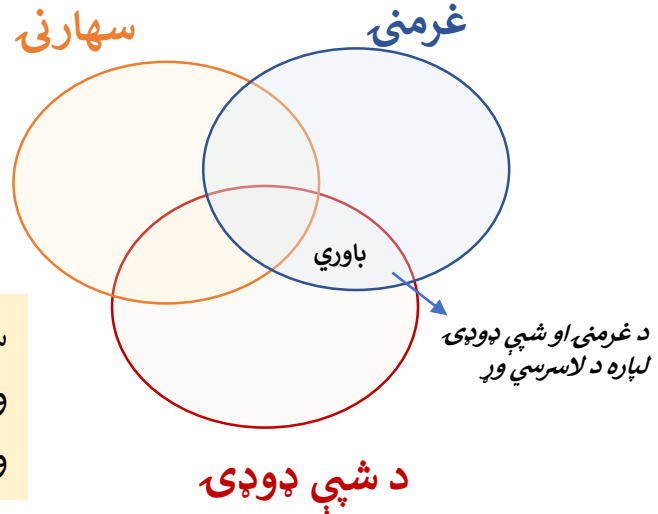 سهارنۍ
غرمنۍ
باوري
د غرمنۍ او شپې ډوډۍ
لپاره د لاسرسي وړ
د شپې ډوډۍ